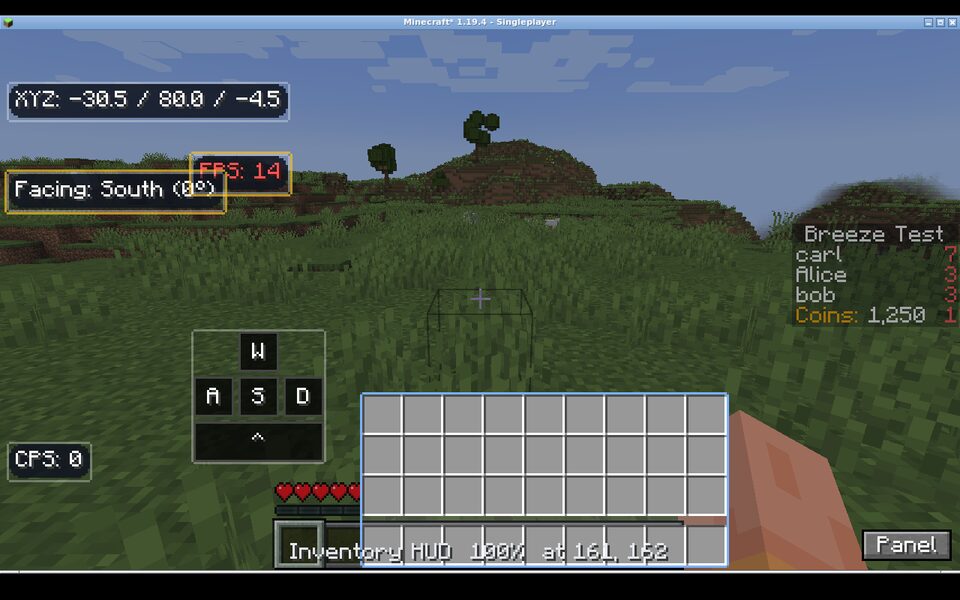 Minecraft* 1.19.4 - Singleplayer
XYZ: -30.5 / 80.0 / -4.5
FPS: 14
Facing: South (0°)
Breeze Test
carl 7
Alice 3
bob 3
Coins: 1,250 1
W
A S D
^
CPS: 0
Inventory HUD 100% at 161, 162
Panel